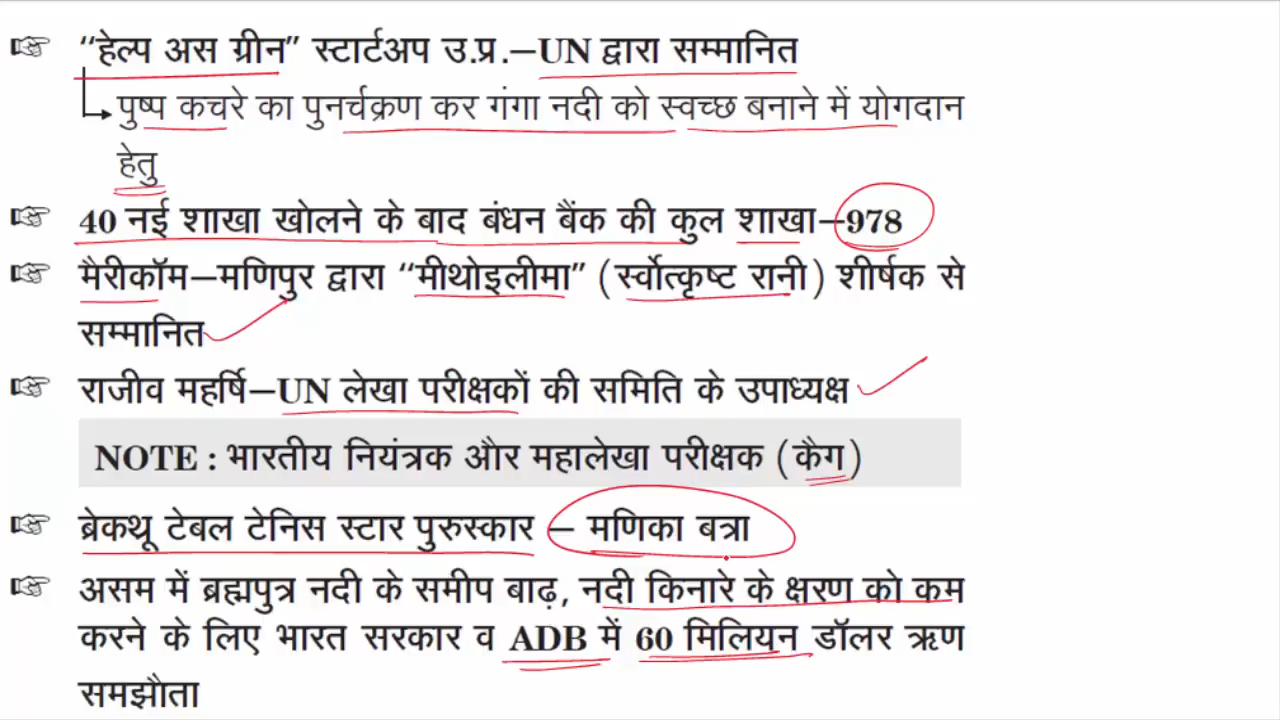 “हेल्प अस ग्रीन” स्टार्टअप उ.प्र.–UN द्वारा सम्मानित
पुष्प कचरे का पुनर्चक्रण कर गंगा नदी को स्वच्छ बनाने में योगदान
हेतु
40 नई शाखा खोलने के बाद बंधन बैंक की कुल शाखा–978
मैरीकॉम–मणिपुर द्वारा “मीथोइलीमा” (र्स्वोत्कृष्ट रानी) शीर्षक से
सम्मानित
राजीव महर्षि–UN लेखा परीक्षकों की समिति के उपाध्यक्ष
NOTE : भारतीय नियंत्रक और महालेखा परीक्षक (कैग)
ब्रेकथ्रू टेबल टेनिस स्टार पुरुस्कार – मणिका बत्रा
असम में ब्रह्मपुत्र नदी के समीप बाढ़, नदी किनारे के क्षरण को कम
करने के लिए भारत सरकार व ADB में 60 मिलियन डॉलर ऋण
समझौता